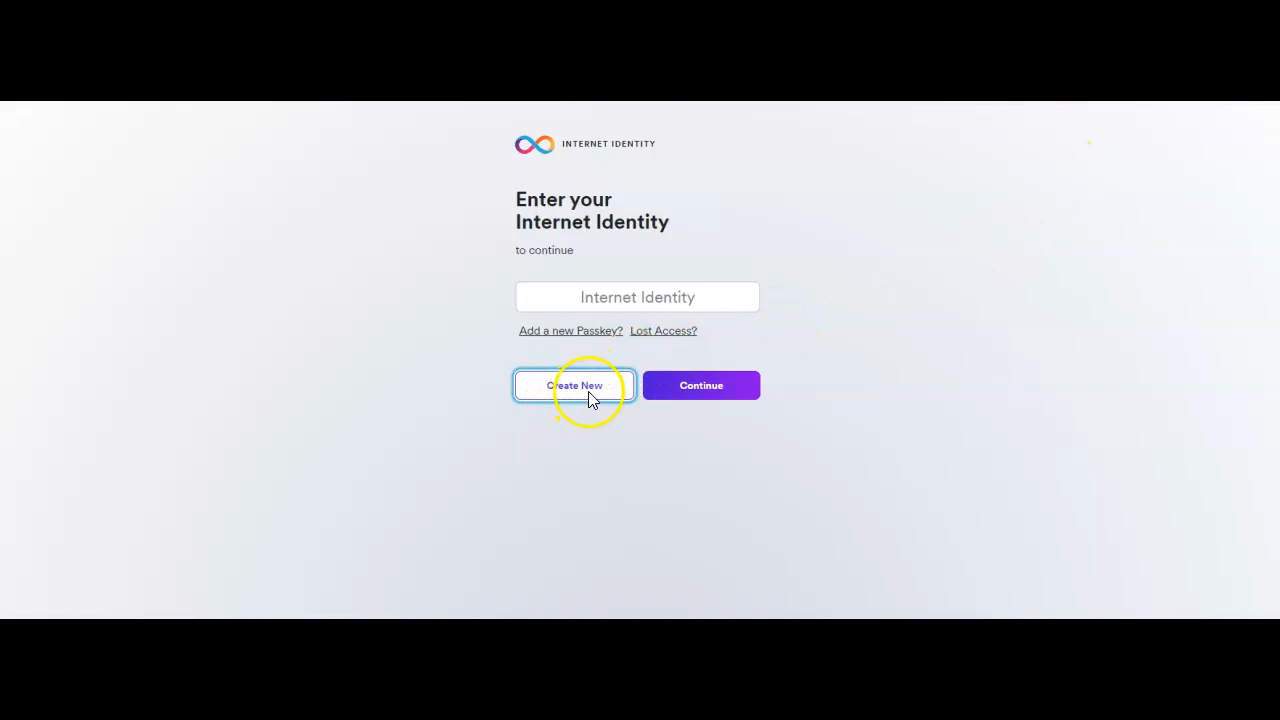 INTERNET IDENTITY
Enter your
Internet Identity
to continue
Internet Identity
Add a new Passkey? Lost Access?
Create New Continue